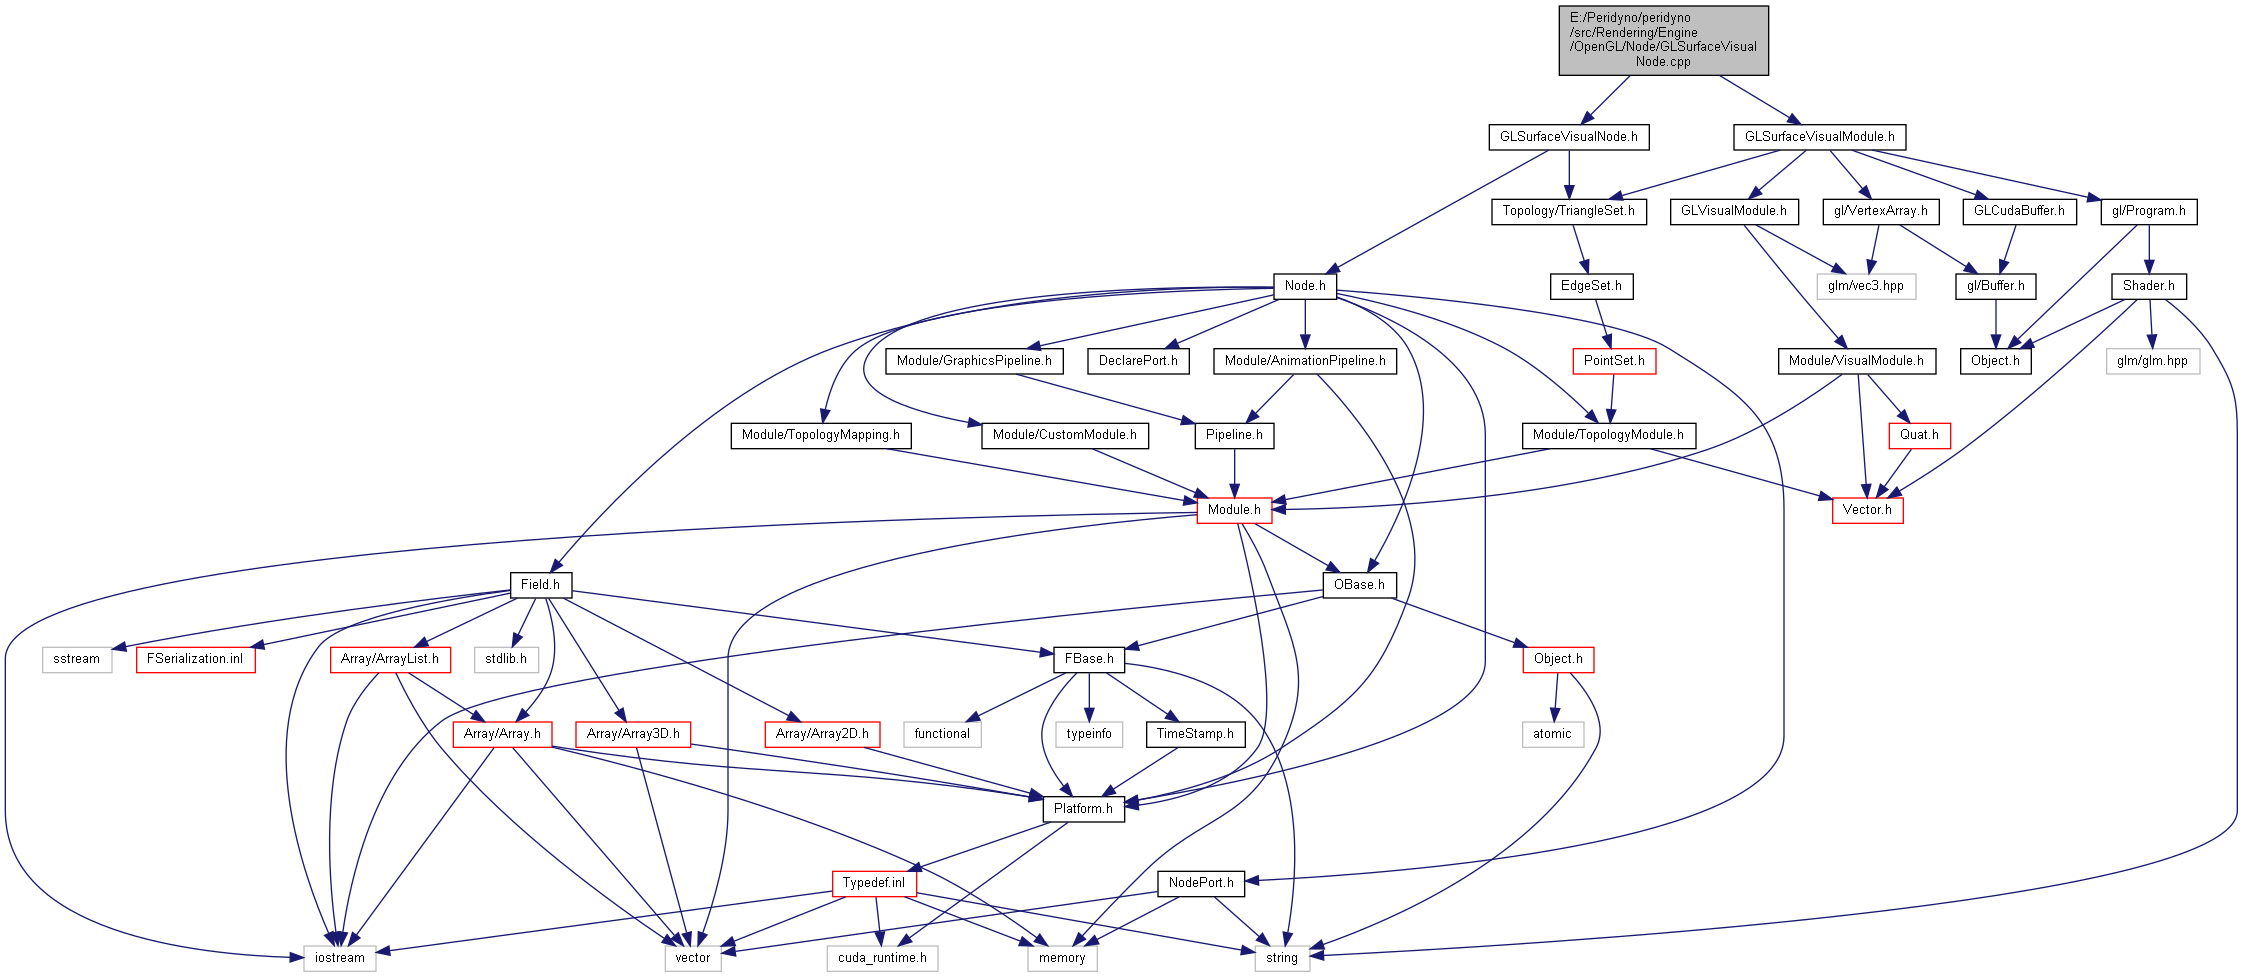 E:/Peridyno/peridyno
/src/Rendering/Engine
/OpenGL/Node/GLSurfaceVisual
Node.cpp
GLSurfaceVisualNode.h
GLSurfaceVisualModule.h
Topology/TriangleSet.h
GLVisualModule.h
gl/VertexArray.h
GLCudaBuffer.h
gl/Program.h
Node.h
EdgeSet.h
glm/vec3.hpp
gl/Buffer.h
Shader.h
Module/GraphicsPipeline.h
DeclarePort.h
Module/AnimationPipeline.h
PointSet.h
Module/VisualModule.h
Object.h
glm/glm.hpp
Module/TopologyMapping.h
Module/CustomModule.h
Pipeline.h
Module/TopologyModule.h
Quat.h
Module.h
Vector.h
Field.h
OBase.h
sstream
FSerialization.inl
Array/ArrayList.h
stdlib.h
FBase.h
Object.h
Array/Array.h
Array/Array3D.h
Array/Array2D.h
functional
typeinfo
TimeStamp.h
atomic
Platform.h
Typedef.inl
NodePort.h
iostream
vector
cuda_runtime.h
memory
string